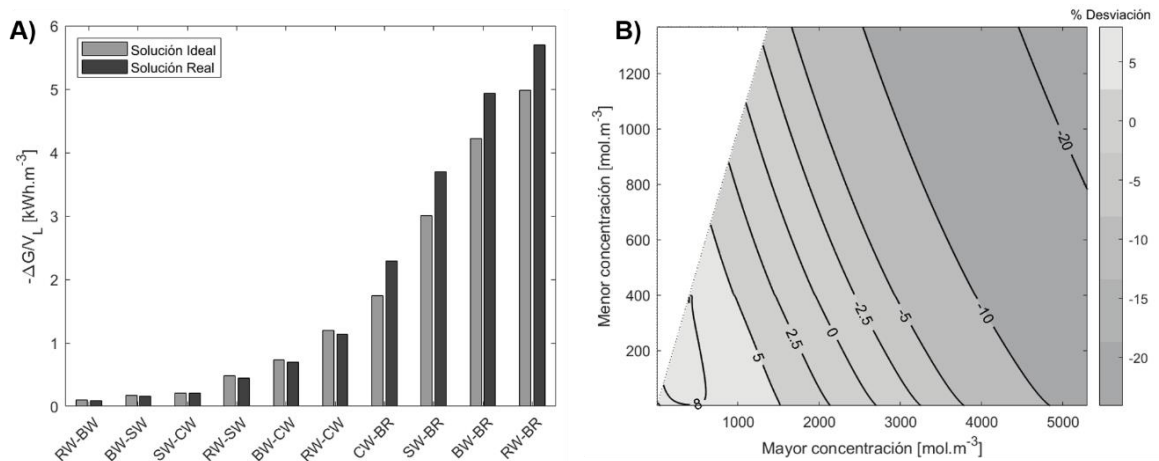 A)
Solución Ideal
Solución Real
-ΔG/V_L [kWh.m⁻³]
6
5
4
3
2
1
0
RW-BW
BW-SW
SW-CW
RW-SW
BW-CW
RW-CW
CW-BR
SW-BR
BW-BR
RW-BR
B)
% Desviación
Menor concentración [mol.m⁻³]
1200
1000
800
600
400
200
1000
2000
3000
4000
5000
Mayor concentración [mol.m⁻³]
8
5
2.5
0
-2.5
-5
-10
-20
5
0
-5
-10
-15
-20